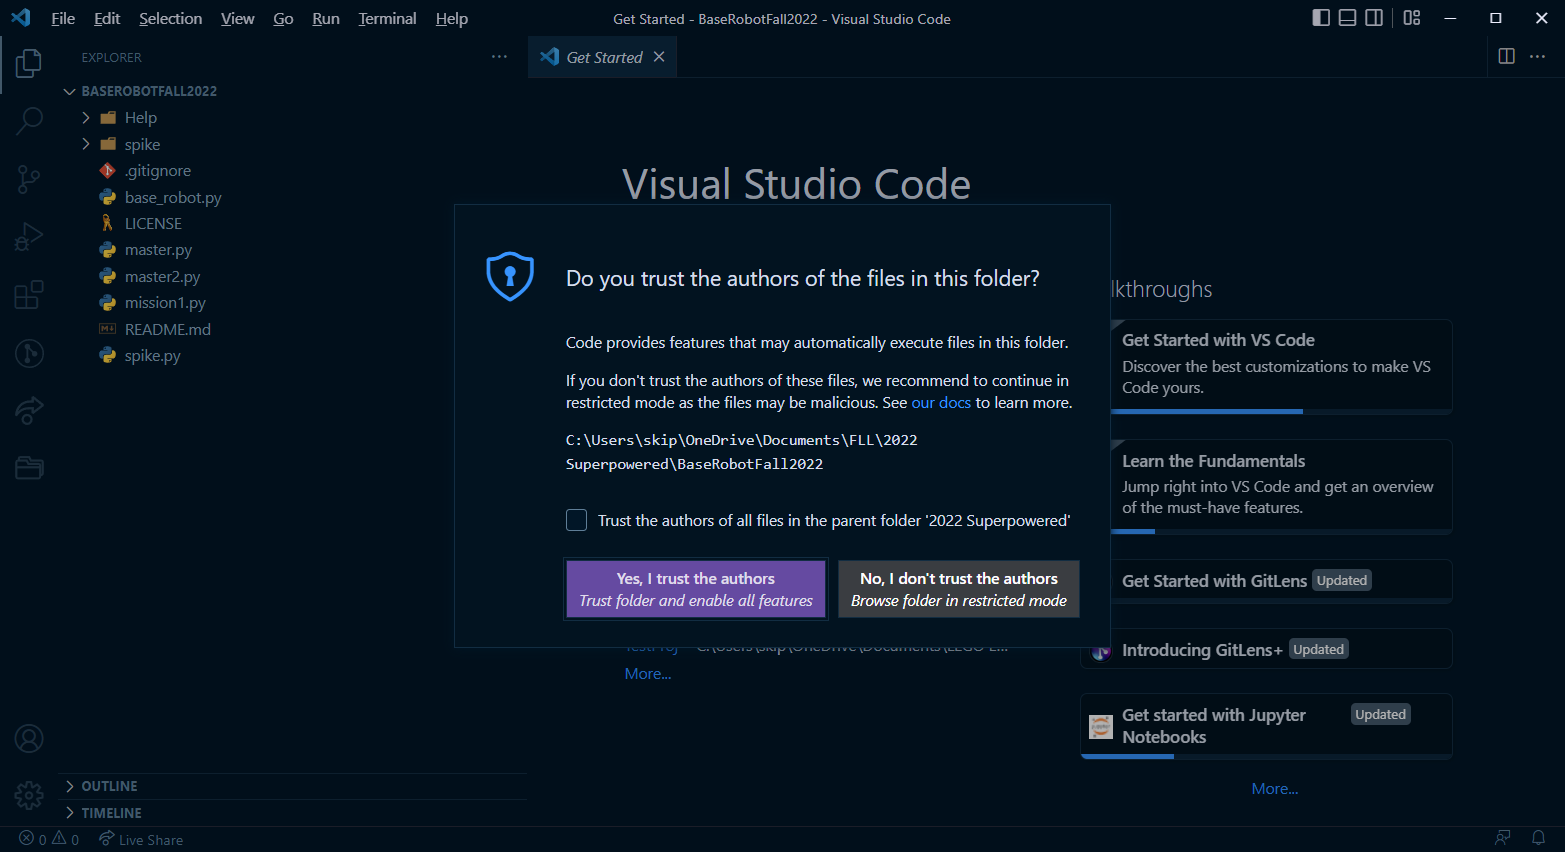 File Edit Selection View Go Run Terminal Help
Get Started - BaseRobotFall2022 - Visual Studio Code
EXPLORER
Get Started
BASEROBOTFALL2022
Help
spike
.gitignore
base_robot.py
LICENSE
master.py
master2.py
mission1.py
README.md
spike.py
Visual Studio Code
Do you trust the authors of the files in this folder?
Code provides features that may automatically execute files in this folder.
If you don't trust the authors of these files, we recommend to continue in
restricted mode as the files may be malicious. See our docs to learn more.
C:\Users\skip\OneDrive\Documents\FLL\2022
Superpowered\BaseRobotFall2022
Trust the authors of all files in the parent folder '2022 Superpowered'
Yes, I trust the authors
Trust folder and enable all features
No, I don't trust the authors
Browse folder in restricted mode
More...
lkthroughs
Get Started with VS Code
Discover the best customizations to make VS
Code yours.
Learn the Fundamentals
Jump right into VS Code and get an overview
of the must-have features.
Get Started with GitLens Updated
Introducing GitLens+ Updated
Get started with Jupyter
Notebooks
Updated
More...
OUTLINE
TIMELINE
0 0 Live Share